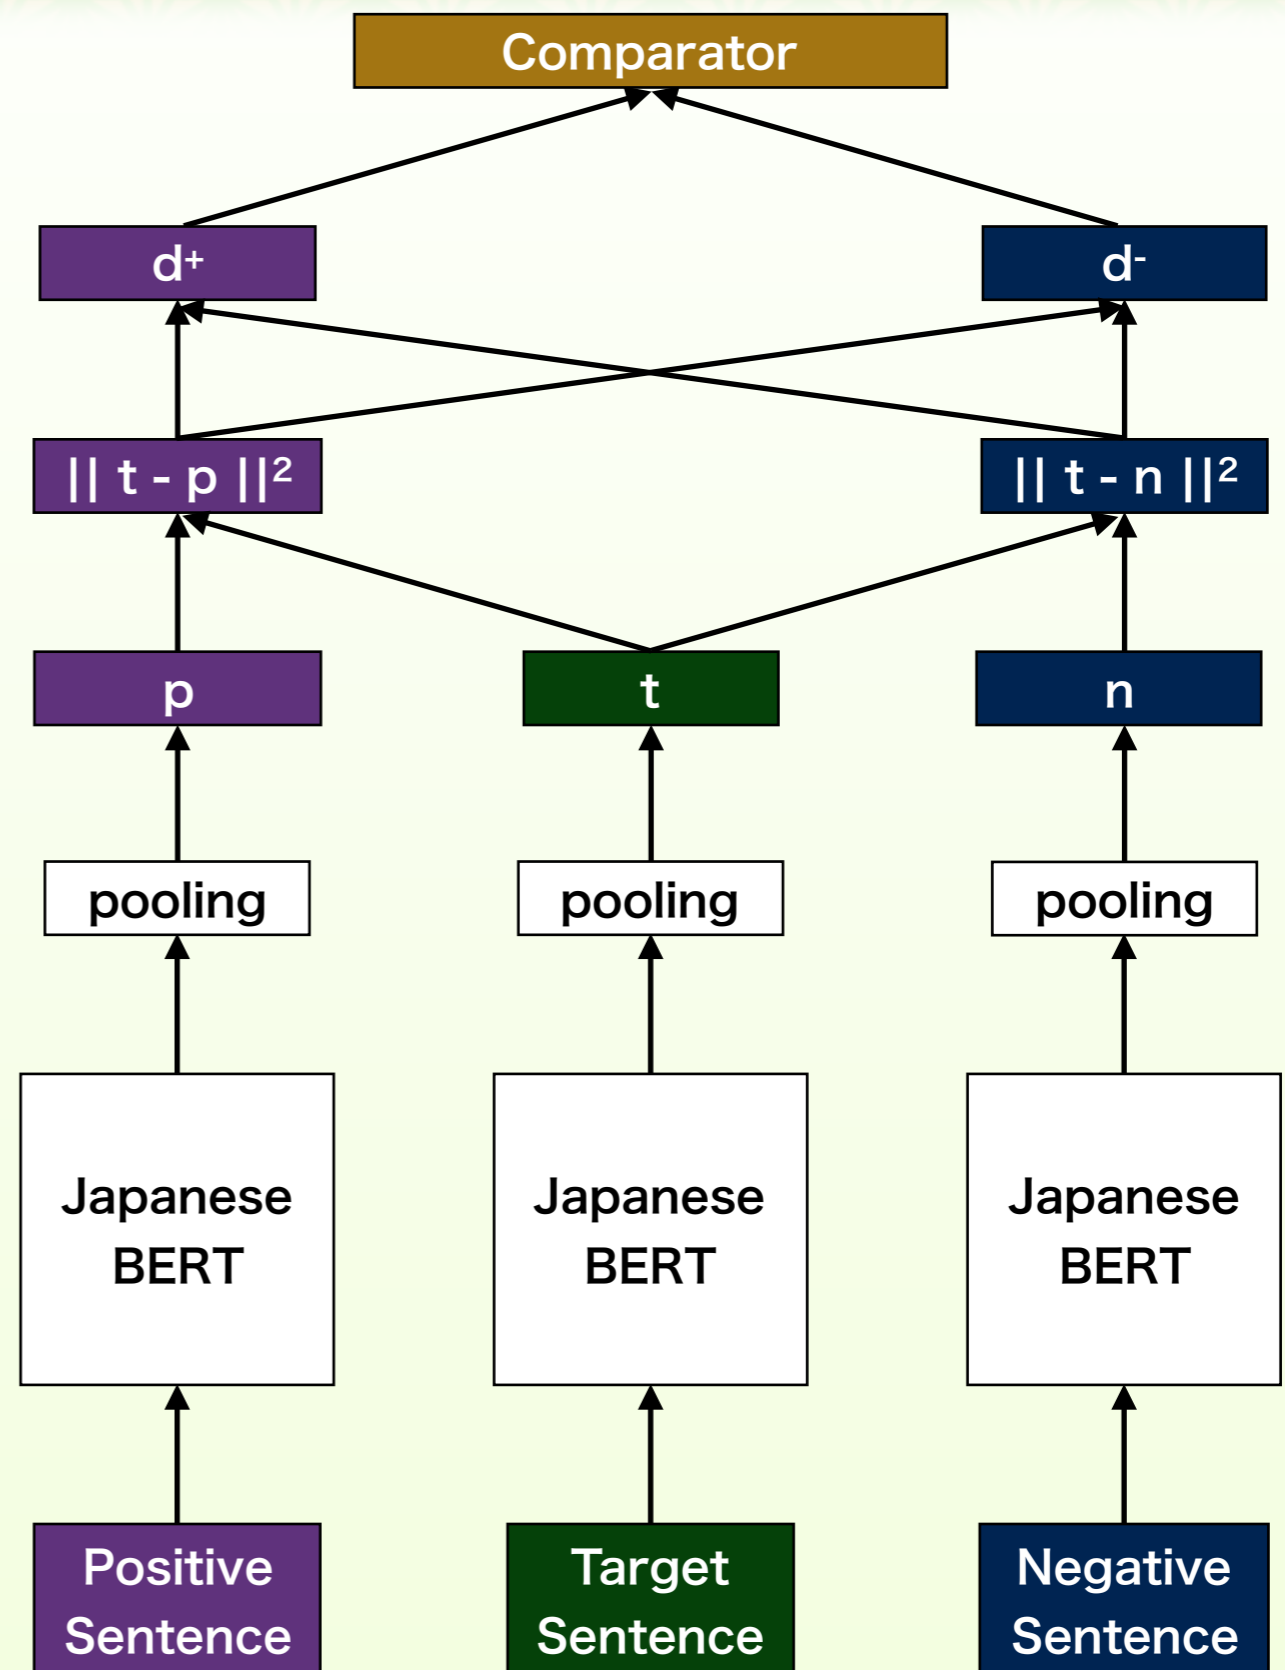 Comparator
d⁺
d⁻
|| t - p ||²
|| t - n ||²
p
t
n
pooling
pooling
pooling
Japanese
BERT
Japanese
BERT
Japanese
BERT
Positive
Sentence
Target
Sentence
Negative
Sentence